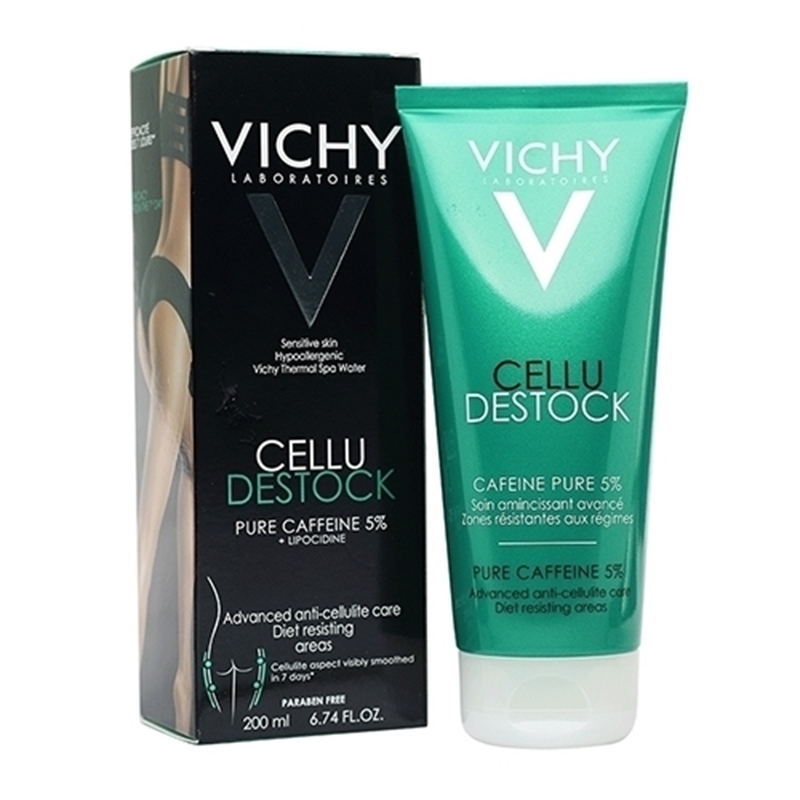 VICHY
LABORATOIRES
Sensitive skin
Hypoallergenic
Vichy Thermal Spa Water
CELLU
DESTOCK
PURE CAFFEINE 5%
+ LIPOCIDINE
Advanced anti-cellulite care
Diet resisting
areas
Cellulite aspect visibly smoothed
in 7 days*
PARABEN FREE
200 ml 6.74 FL.OZ.
VICHY
LABORATOIRES
CELLU
DESTOCK
CAFEINE PURE 5%
Soin amincissant avancé
Zones résistantes aux régimes
PURE CAFFEINE 5%
Advanced anti-cellulite care
Diet resisting areas